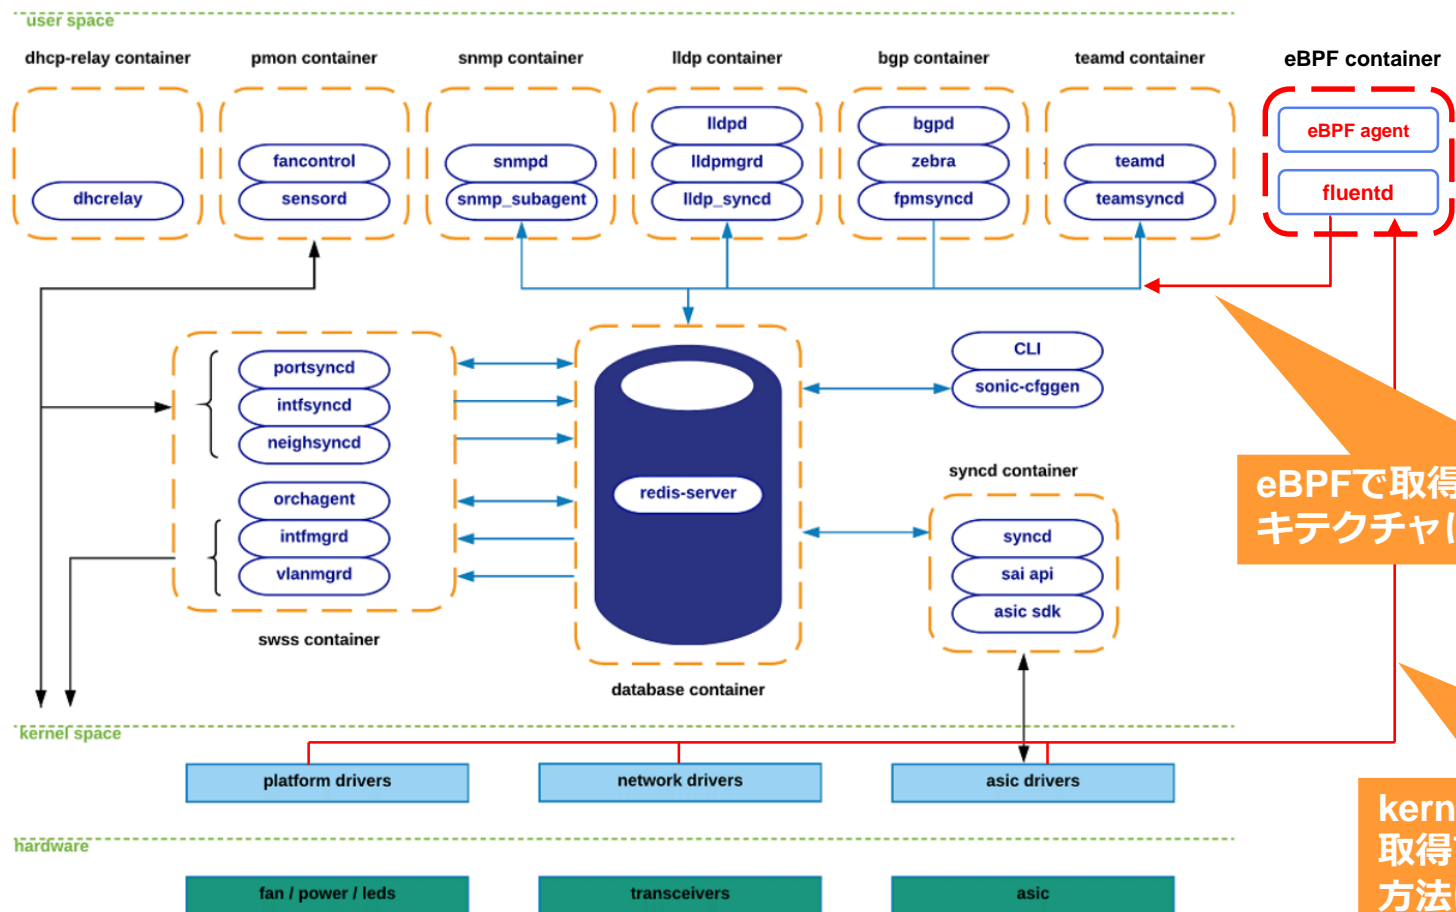 user space
dhcp-relay container
pmon container
snmp container
lldp container
bgp container
teamd container
eBPF container
dhcrelay
fancontrol
sensord
snmpd
snmp_subagent
lldpd
lldpmgrd
lldp_syncd
bgpd
zebra
fpmsyncd
teamd
teamsyncd
eBPF agent
fluentd
portsyncd
intfsyncd
neighsyncd
orchagent
intfmgrd
vlanmgrd
swss container
redis-server
database container
CLI
sonic-cfggen
syncd container
syncd
sai api
asic sdk
eBPFで取得
キテクチャに
kernel space
platform drivers
network drivers
asic drivers
kern
取得
方法
hardware
fan / power / leds
transceivers
asic